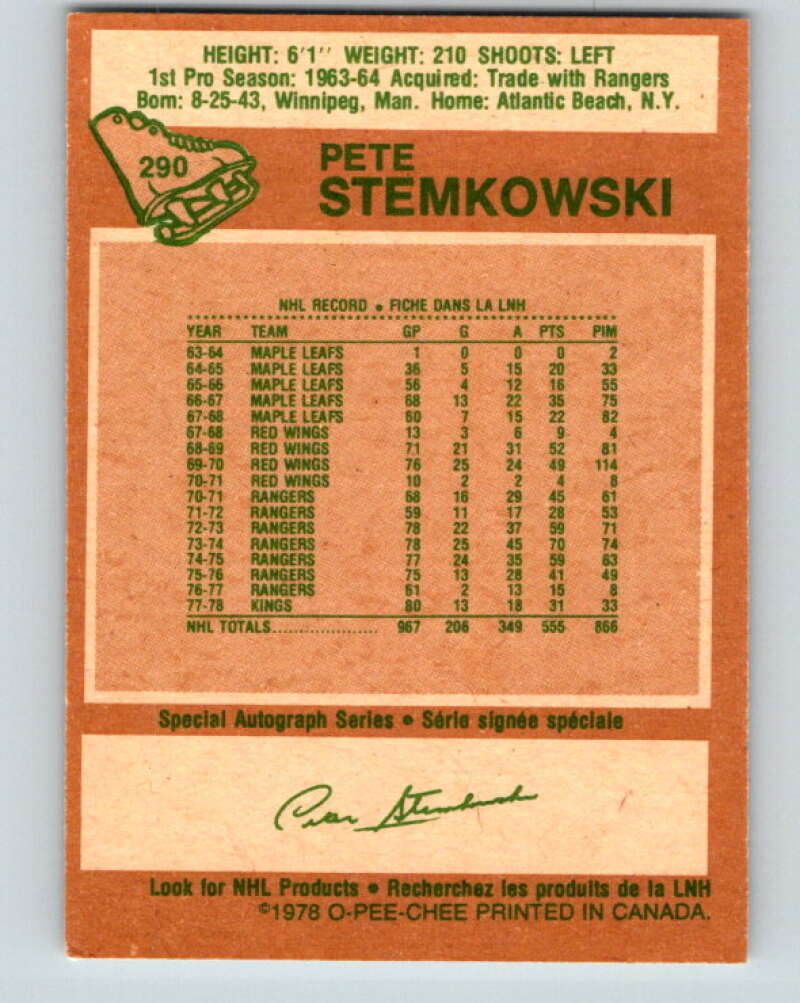 HEIGHT: 6'1" WEIGHT: 210 SHOOTS: LEFT
1st Pro Season: 1963-64 Acquired: Trade with Rangers
Born: 8-25-43, Winnipeg, Man. Home: Atlantic Beach, N.Y.
290
PETE
STEMKOWSKI
NHL RECORD • FICHE DANS LA LNH
YEAR TEAM GP G A PTS PIM
63-64 MAPLE LEAFS 1 0 0 0 2
64-65 MAPLE LEAFS 36 5 15 20 33
65-66 MAPLE LEAFS 56 4 12 16 55
66-67 MAPLE LEAFS 68 13 22 35 75
67-68 MAPLE LEAFS 60 7 15 22 82
67-68 RED WINGS 13 3 6 9 4
68-69 RED WINGS 71 21 31 52 81
69-70 RED WINGS 76 25 24 49 114
70-71 RED WINGS 10 2 2 4 8
70-71 RANGERS 68 16 29 45 61
71-72 RANGERS 59 11 17 28 53
72-73 RANGERS 78 22 37 59 71
73-74 RANGERS 78 25 45 70 74
74-75 RANGERS 77 24 35 59 63
75-76 RANGERS 75 13 28 41 49
76-77 RANGERS 61 2 13 15 8
77-78 KINGS 80 13 18 31 33
NHL TOTALS.................... 967 206 349 555 866
Special Autograph Series • Série signée spéciale
Peter Stemkowski
Look for NHL Products • Recherchez les produits de la LNH
©1978 O-PEE-CHEE PRINTED IN CANADA.